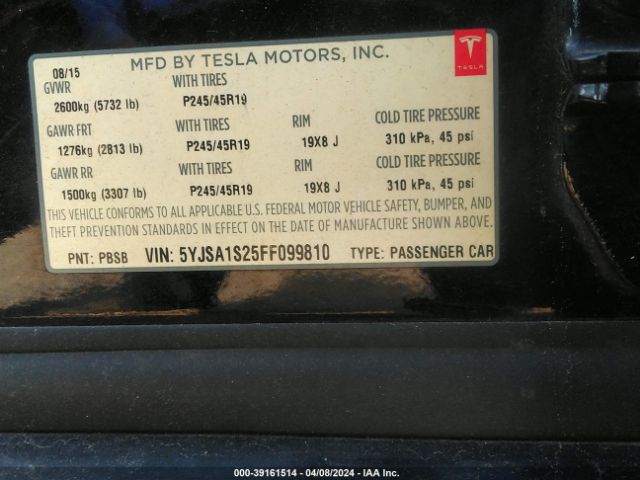 08/15 MFD BY TESLA MOTORS, INC.
TESLA
GVWR WITH TIRES
2600kg (5732 lb) P245/45R19
GAWR FRT WITH TIRES RIM COLD TIRE PRESSURE
1276kg (2813 lb) P245/45R19 19X8 J 310 kPa, 45 psi
GAWR RR WITH TIRES RIM COLD TIRE PRESSURE
1500kg (3307 lb) P245/45R19 19X8 J 310 kPa, 45 psi
THIS VEHICLE CONFORMS TO ALL APPLICABLE U.S. FEDERAL MOTOR VEHICLE SAFETY, BUMPER, AND
THEFT PREVENTION STANDARDS IN EFFECT ON THE DATE OF MANUFACTURE SHOWN ABOVE.
PNT: PBSB VIN: 5YJSA1S25FF099810 TYPE: PASSENGER CAR
000-39161514 - 04/08/2024 - IAA Inc.